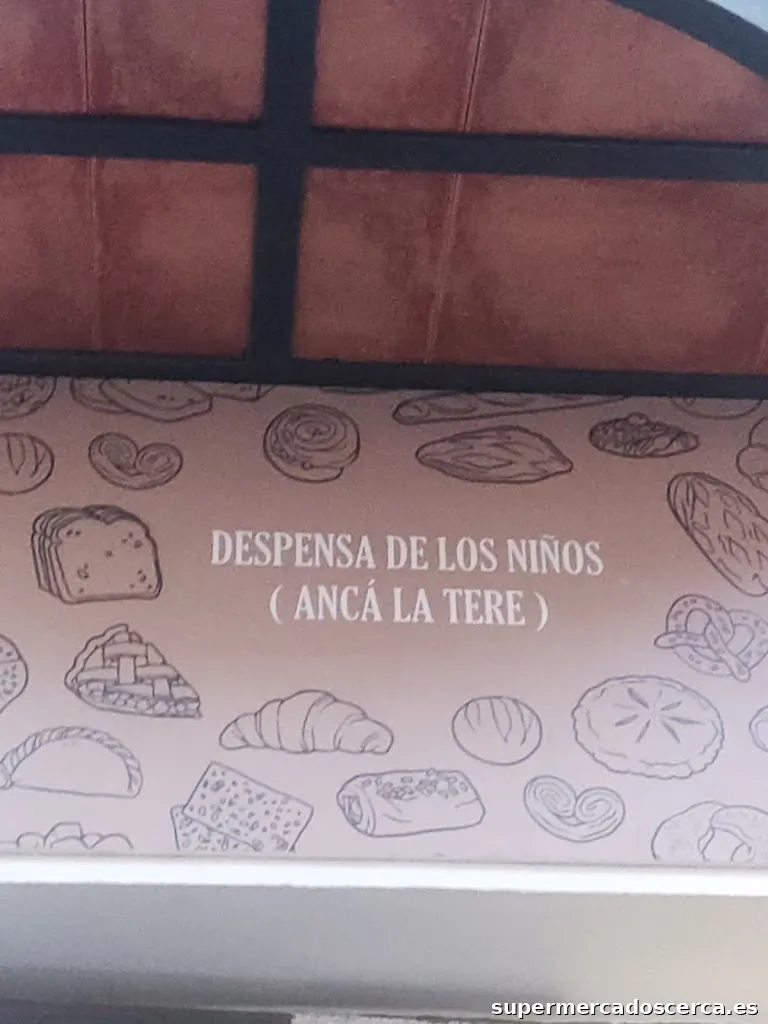 DESPENSA DE LOS NIÑOS
( ANCÁ LA TERE )
supermercadoscerca.es